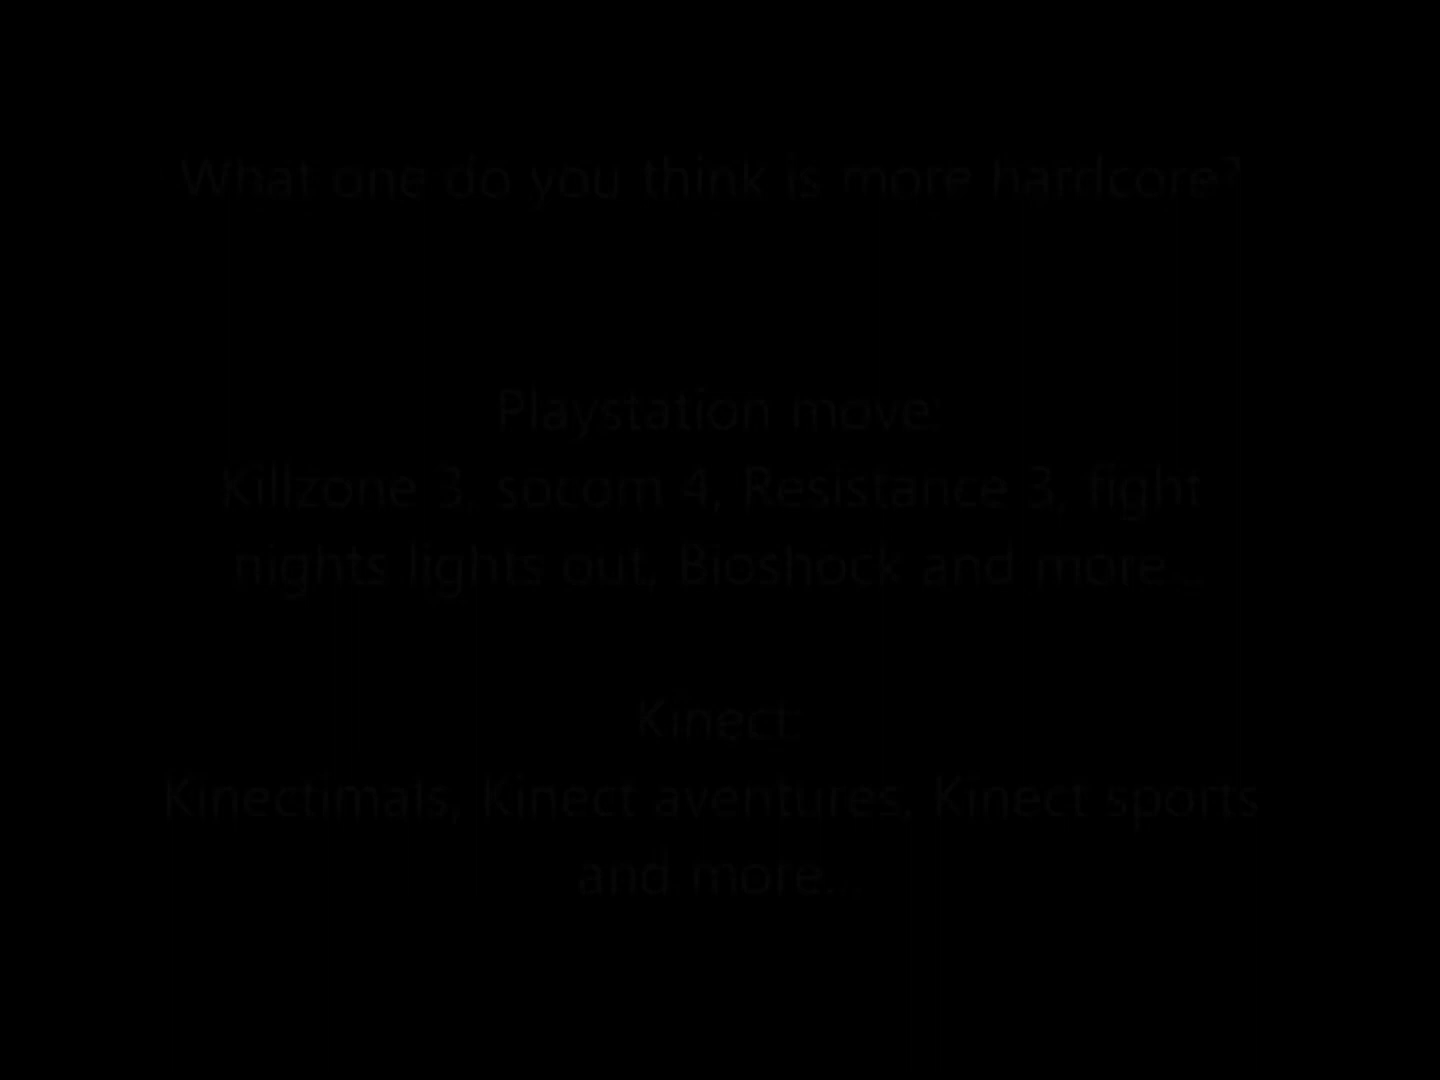 What one do you think is more hardcore?
Playstation move:
Killzone 3, socom 4, Resistance 3, fight
nights lights out, Bioshock and more...
Kinect:
Kinectimals, Kinect aventures, Kinect sports
and more...